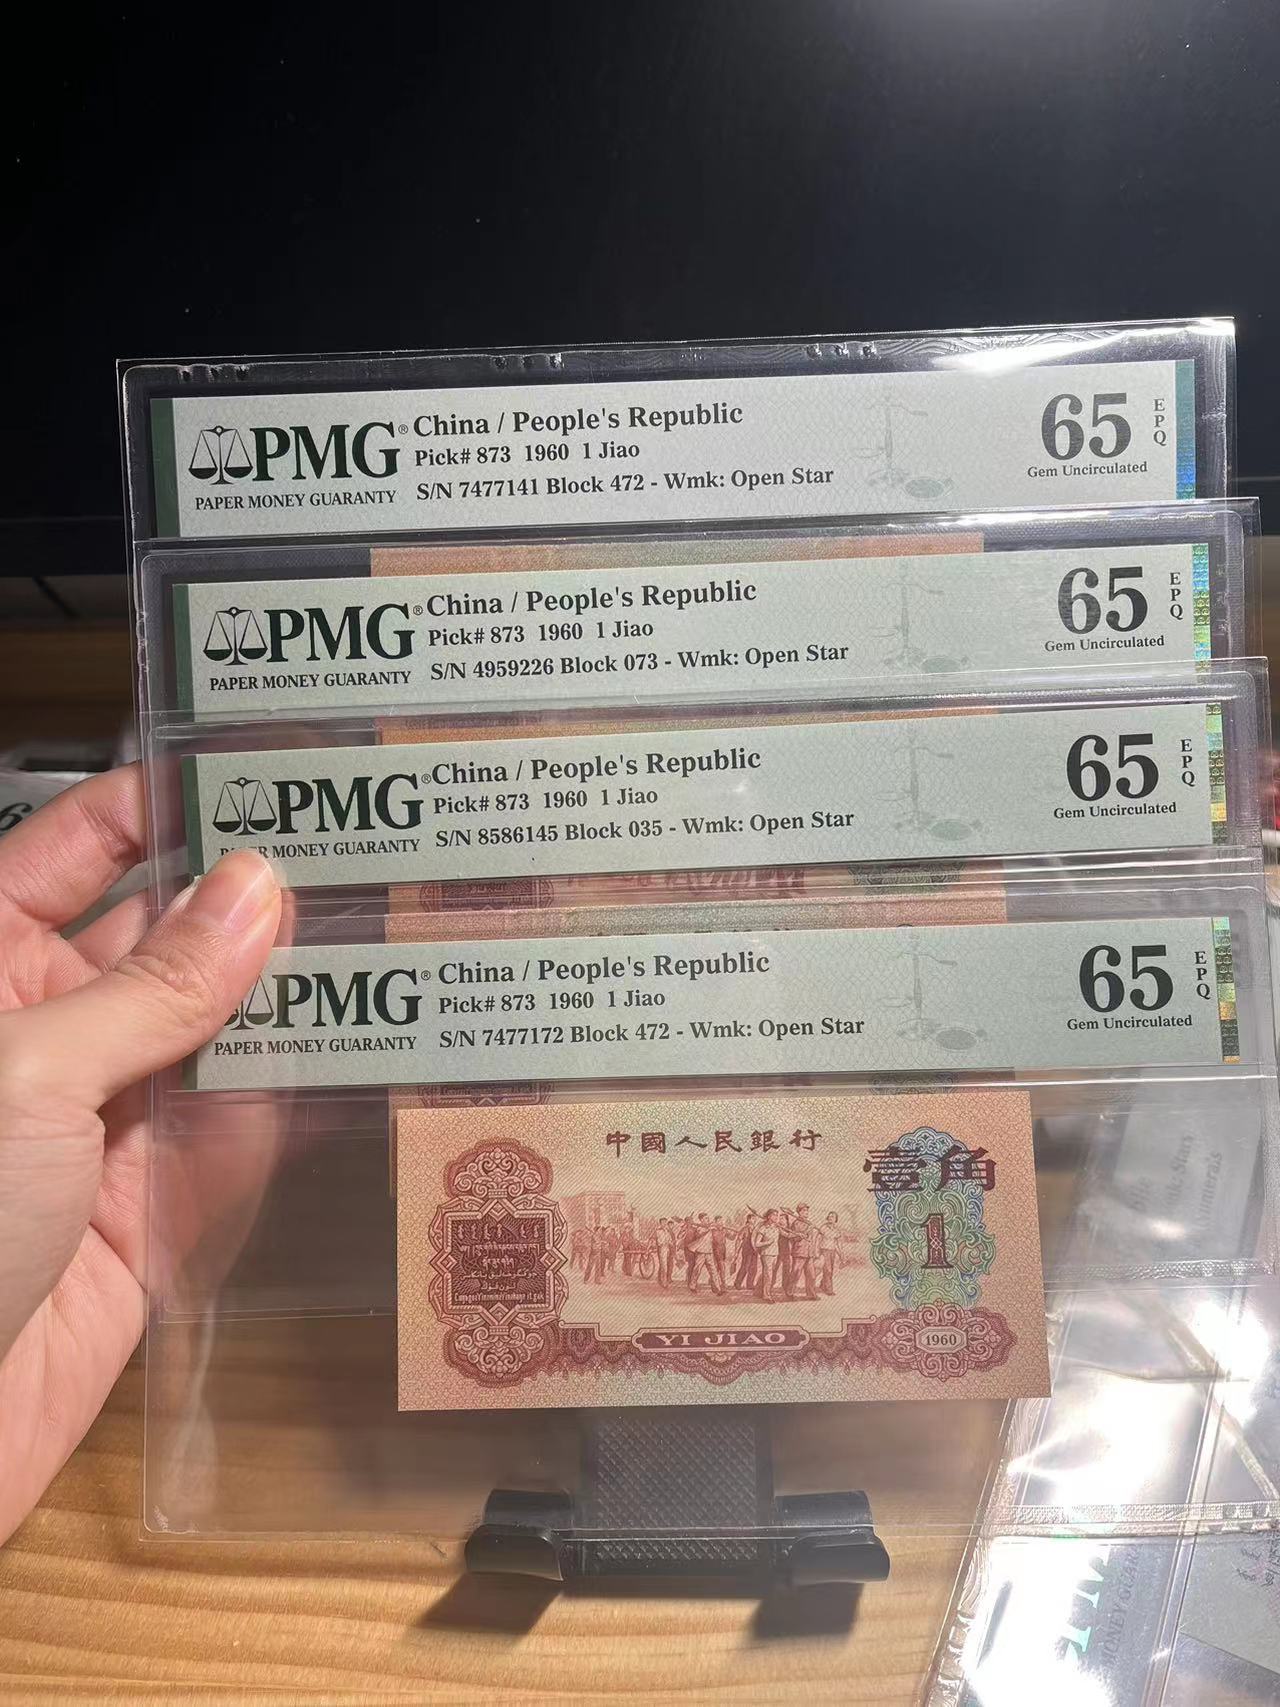 PMG® China / People's Republic
Pick# 873 1960 1 Jiao
S/N 7477141 Block 472 - Wmk: Open Star
PAPER MONEY GUARANTY
65
EPQ
Gem Uncirculated
PMG® China / People's Republic
Pick# 873 1960 1 Jiao
S/N 4959226 Block 073 - Wmk: Open Star
PAPER MONEY GUARANTY
65
EPQ
Gem Uncirculated
PMG® China / People's Republic
Pick# 873 1960 1 Jiao
S/N 8586145 Block 035 - Wmk: Open Star
MONEY GUARANTY
65
EPQ
Gem Uncirculated
PMG® China / People's Republic
Pick# 873 1960 1 Jiao
S/N 7477172 Block 472 - Wmk: Open Star
PAPER MONEY GUARANTY
65
EPQ
Gem Uncirculated
中國人民銀行
壹角
1
YI JIAO
1960